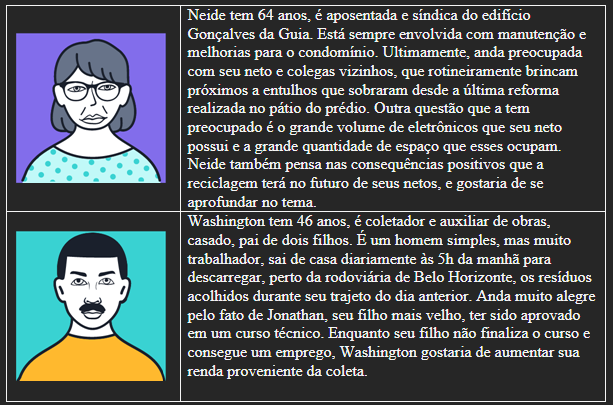 Neide tem 64 anos, é aposentada e síndica do edifício
Gonçalves da Guia. Está sempre envolvida com manutenção e
melhorias para o condomínio. Ultimamente, anda preocupada
com seu neto e colegas vizinhos, que rotineiramente brincam
próximos a entulhos que sobraram desde a última reforma
realizada no pátio do prédio. Outra questão que a tem
preocupado é o grande volume de eletrônicos que seu neto
possui e a grande quantidade de espaço que esses ocupam.
Neide também pensa nas consequências positivos que a
reciclagem terá no futuro de seus netos, e gostaria de se
aprofundar no tema.
Washington tem 46 anos, é coletador e auxiliar de obras,
casado, pai de dois filhos. É um homem simples, mas muito
trabalhador, sai de casa diariamente às 5h da manhã para
descarregar, perto da rodoviária de Belo Horizonte, os resíduos
acolhidos durante seu trajeto do dia anterior. Anda muito alegre
pelo fato de Jonathan, seu filho mais velho, ter sido aprovado
em um curso técnico. Enquanto seu filho não finaliza o curso e
consegue um emprego, Washington gostaria de aumentar sua
renda proveniente da coleta.